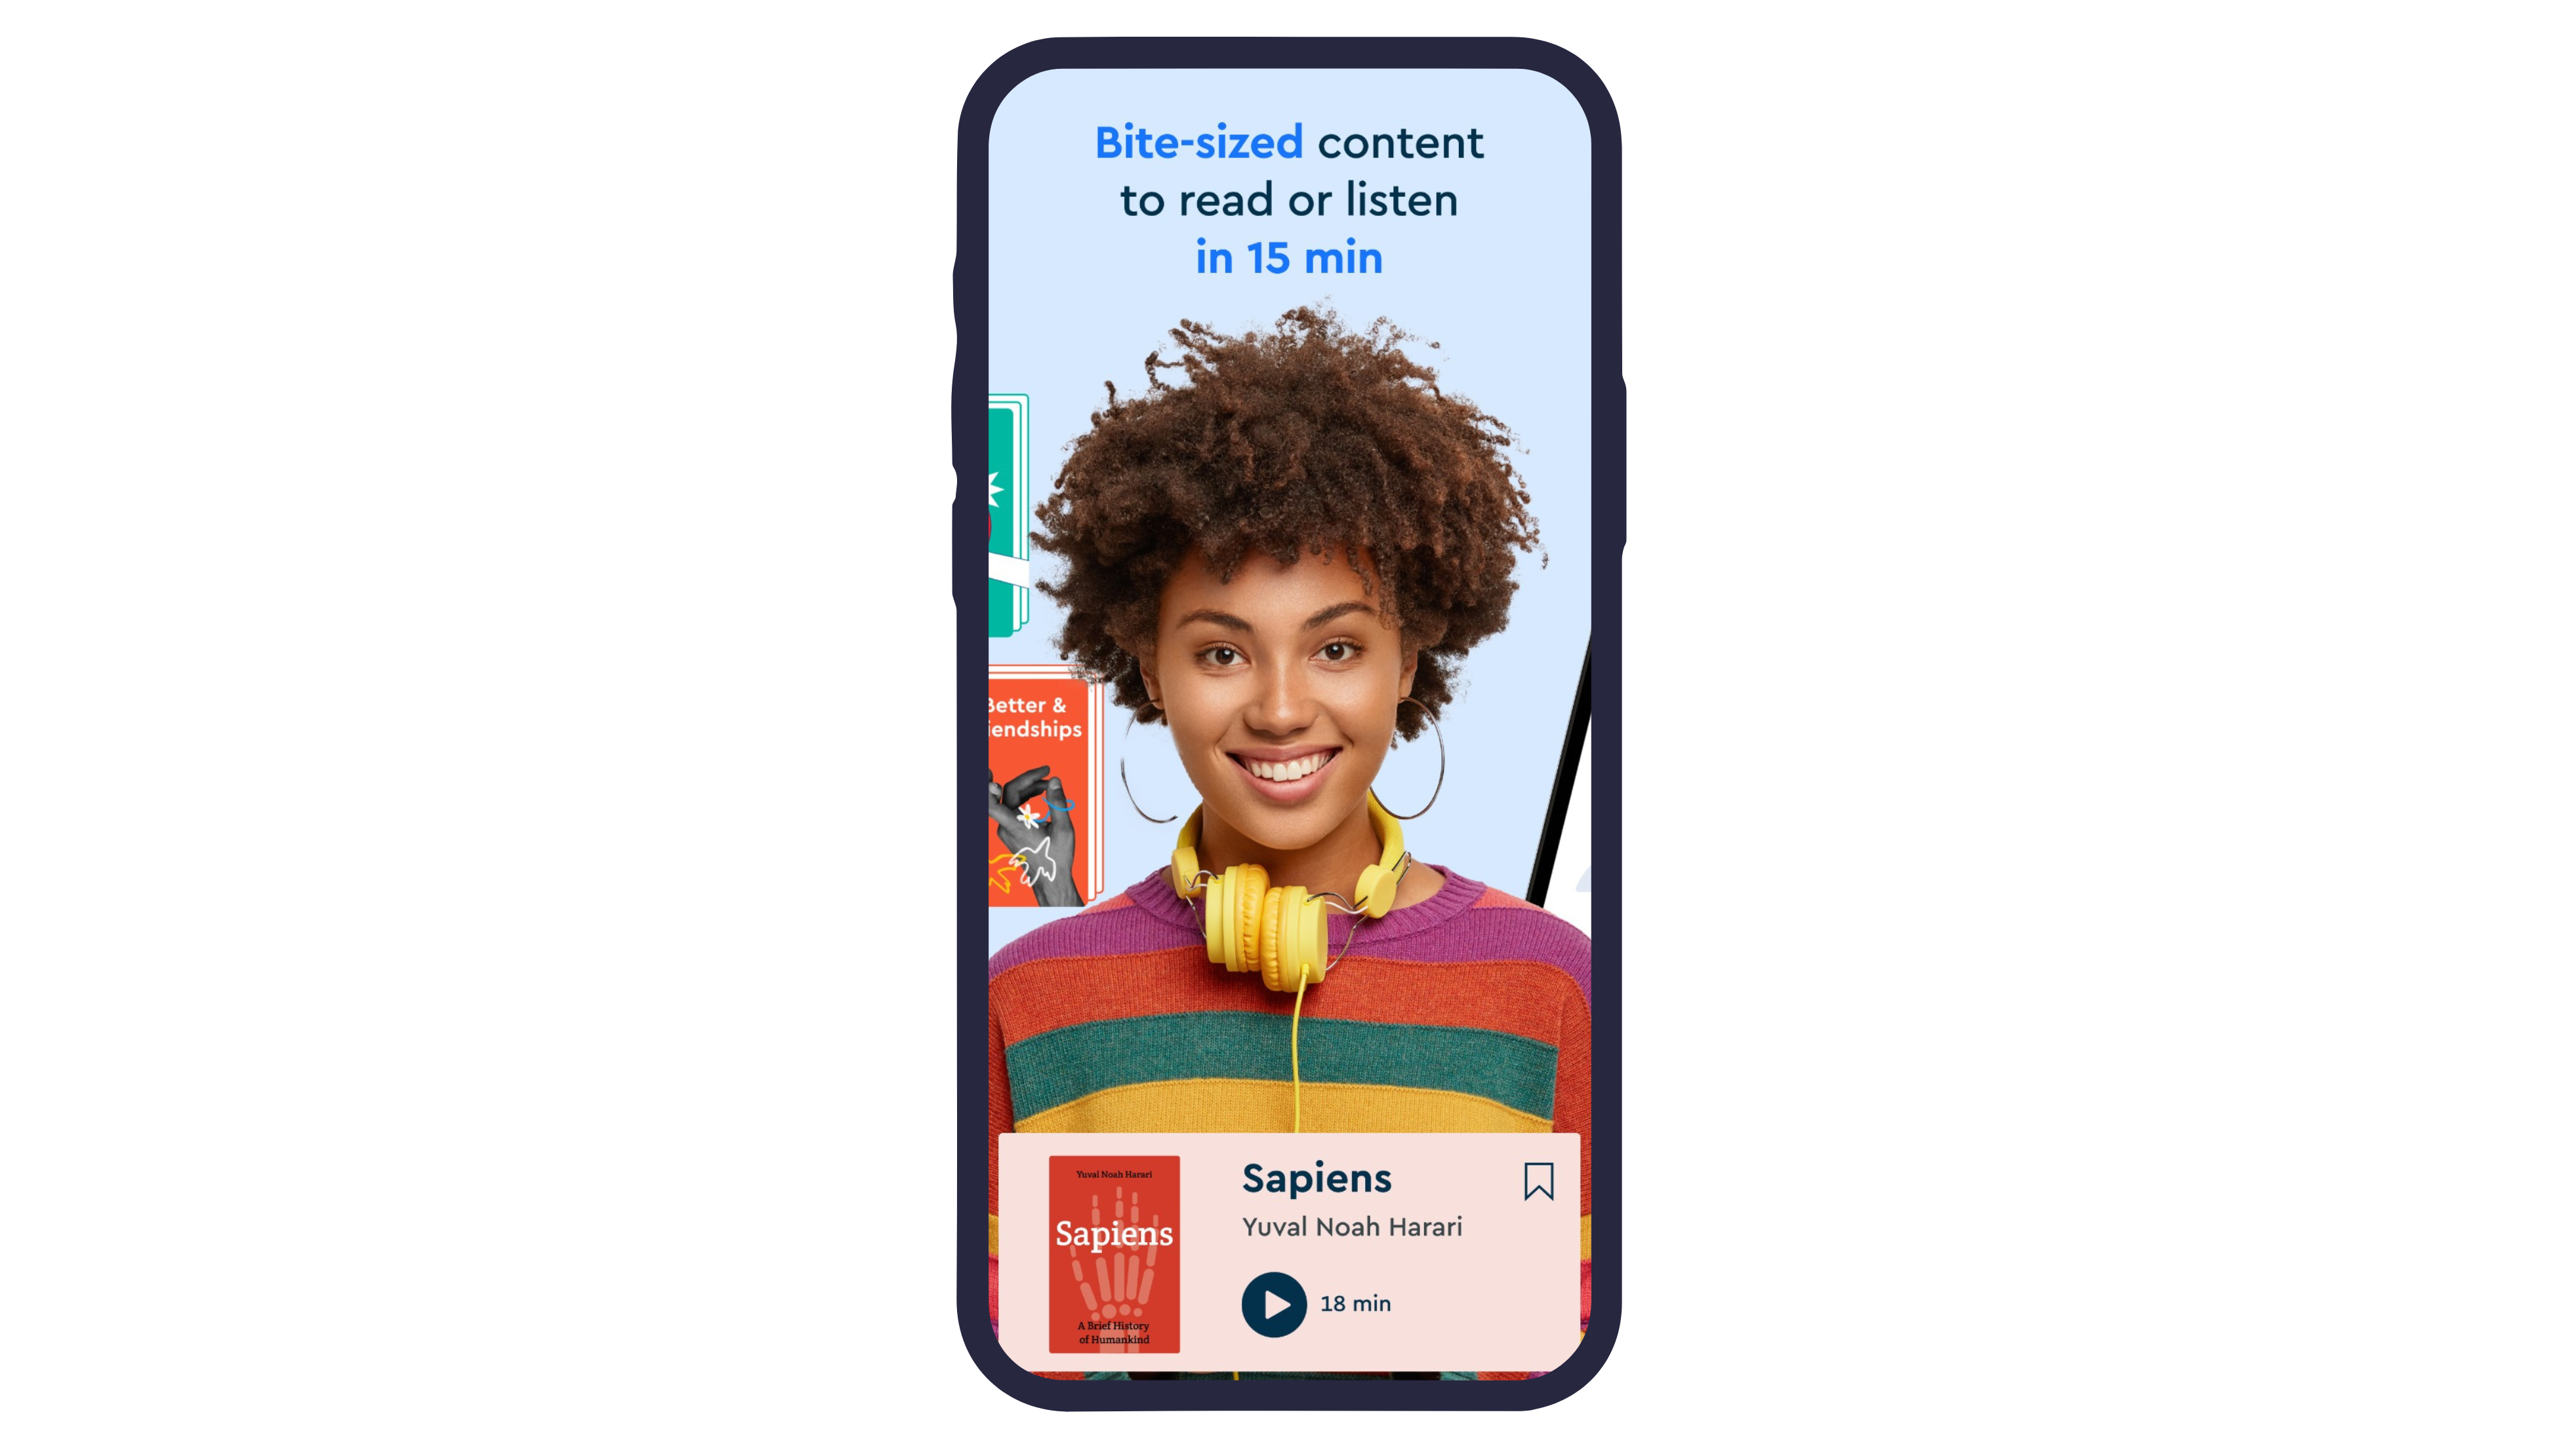 Bite-sized content
to read or listen
in 15 min
Better &
iendships
Yuval Noah Harari
Sapiens
A Brief History
of Humankind
Sapiens
Yuval Noah Harari
18 min